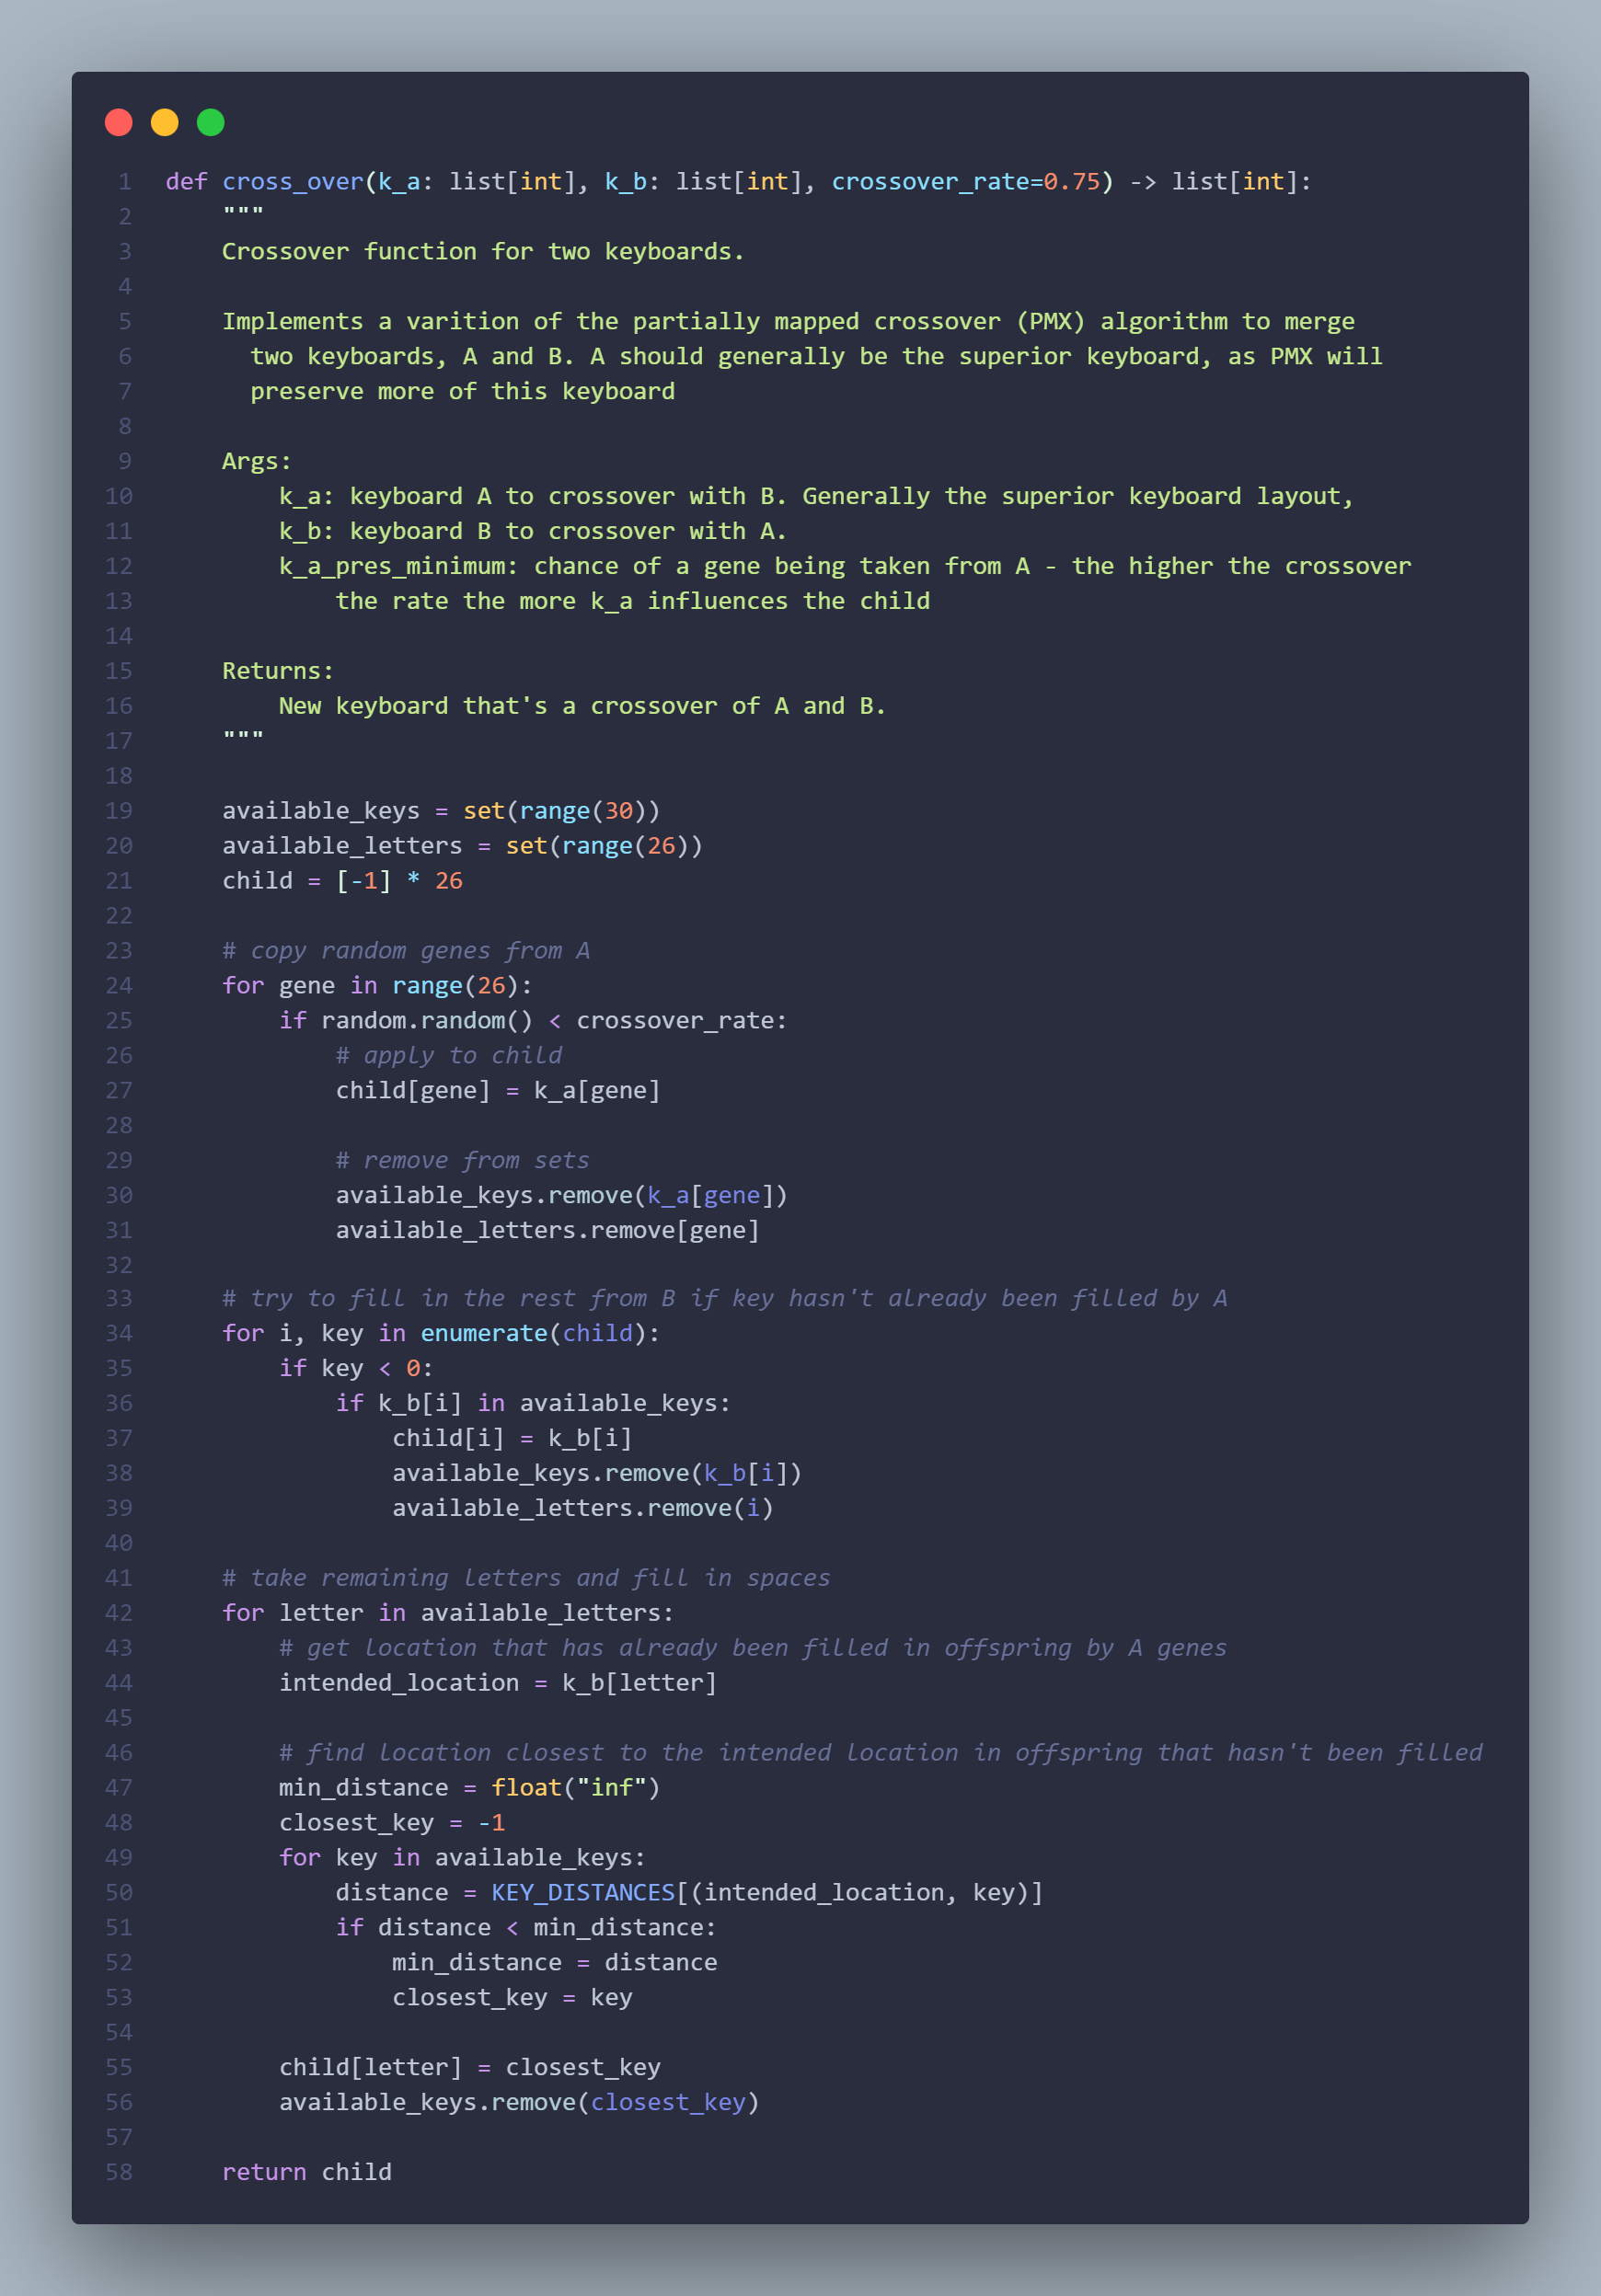 1 def cross_over(k_a: list[int], k_b: list[int], crossover_rate=0.75) -> list[int]:
2     """
3     Crossover function for two keyboards.
4
5     Implements a varition of the partially mapped crossover (PMX) algorithm to merge
6       two keyboards, A and B. A should generally be the superior keyboard, as PMX will
7       preserve more of this keyboard
8
9     Args:
10         k_a: keyboard A to crossover with B. Generally the superior keyboard layout,
11         k_b: keyboard B to crossover with A.
12         k_a_pres_minimum: chance of a gene being taken from A - the higher the crossover
13             the rate the more k_a influences the child
14
15     Returns:
16         New keyboard that's a crossover of A and B.
17     """
18
19     available_keys = set(range(30))
20     available_letters = set(range(26))
21     child = [-1] * 26
22
23     # copy random genes from A
24     for gene in range(26):
25         if random.random() < crossover_rate:
26             # apply to child
27             child[gene] = k_a[gene]
28
29             # remove from sets
30             available_keys.remove(k_a[gene])
31             available_letters.remove[gene]
32
33     # try to fill in the rest from B if key hasn't already been filled by A
34     for i, key in enumerate(child):
35         if key < 0:
36             if k_b[i] in available_keys:
37                 child[i] = k_b[i]
38                 available_keys.remove(k_b[i])
39                 available_letters.remove(i)
40
41     # take remaining letters and fill in spaces
42     for letter in available_letters:
43         # get location that has already been filled in offspring by A genes
44         intended_location = k_b[letter]
45
46         # find location closest to the intended location in offspring that hasn't been filled
47         min_distance = float("inf")
48         closest_key = -1
49         for key in available_keys:
50             distance = KEY_DISTANCES[(intended_location, key)]
51             if distance < min_distance:
52                 min_distance = distance
53                 closest_key = key
54
55         child[letter] = closest_key
56         available_keys.remove(closest_key)
57
58     return child